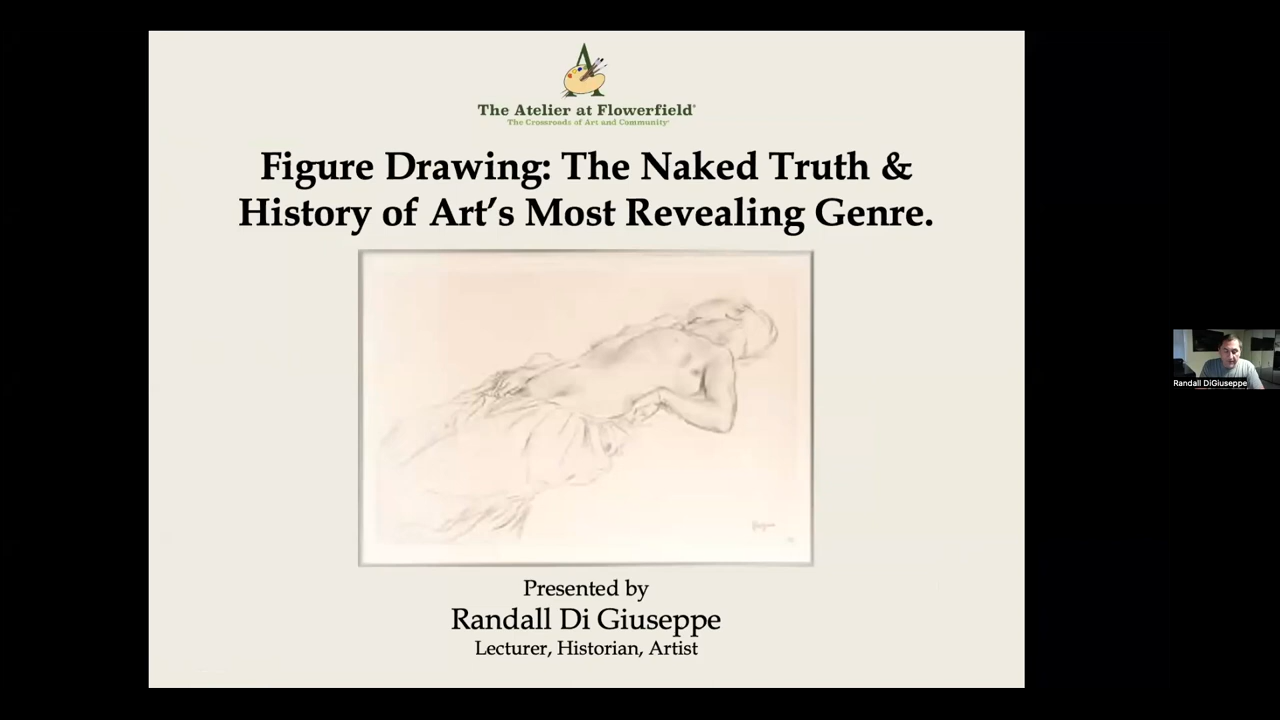 The Atelier at Flowerfield®
The Crossroads of Art and Community®
Figure Drawing: The Naked Truth &
History of Art's Most Revealing Genre.
Presented by
Randall Di Giuseppe
Lecturer, Historian, Artist
Randall DiGiuseppe